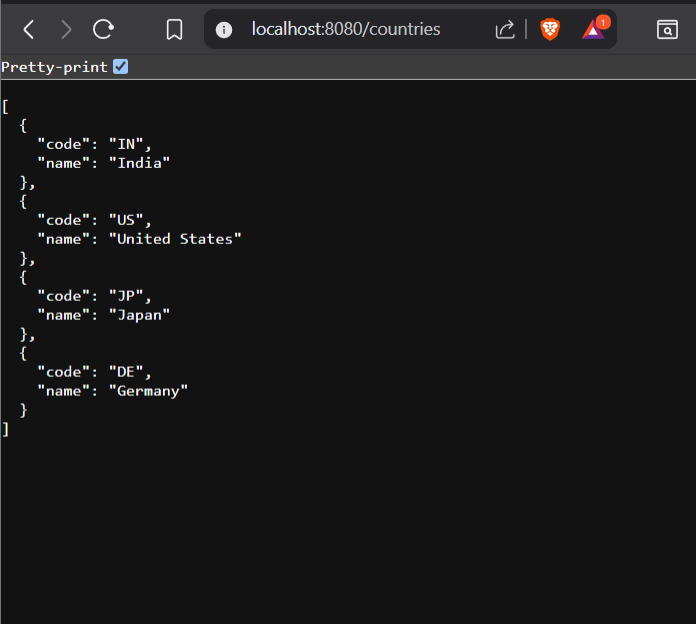 localhost:8080/countries
1
Pretty-print
[
  {
    "code": "IN",
    "name": "India"
  },
  {
    "code": "US",
    "name": "United States"
  },
  {
    "code": "JP",
    "name": "Japan"
  },
  {
    "code": "DE",
    "name": "Germany"
  }
]